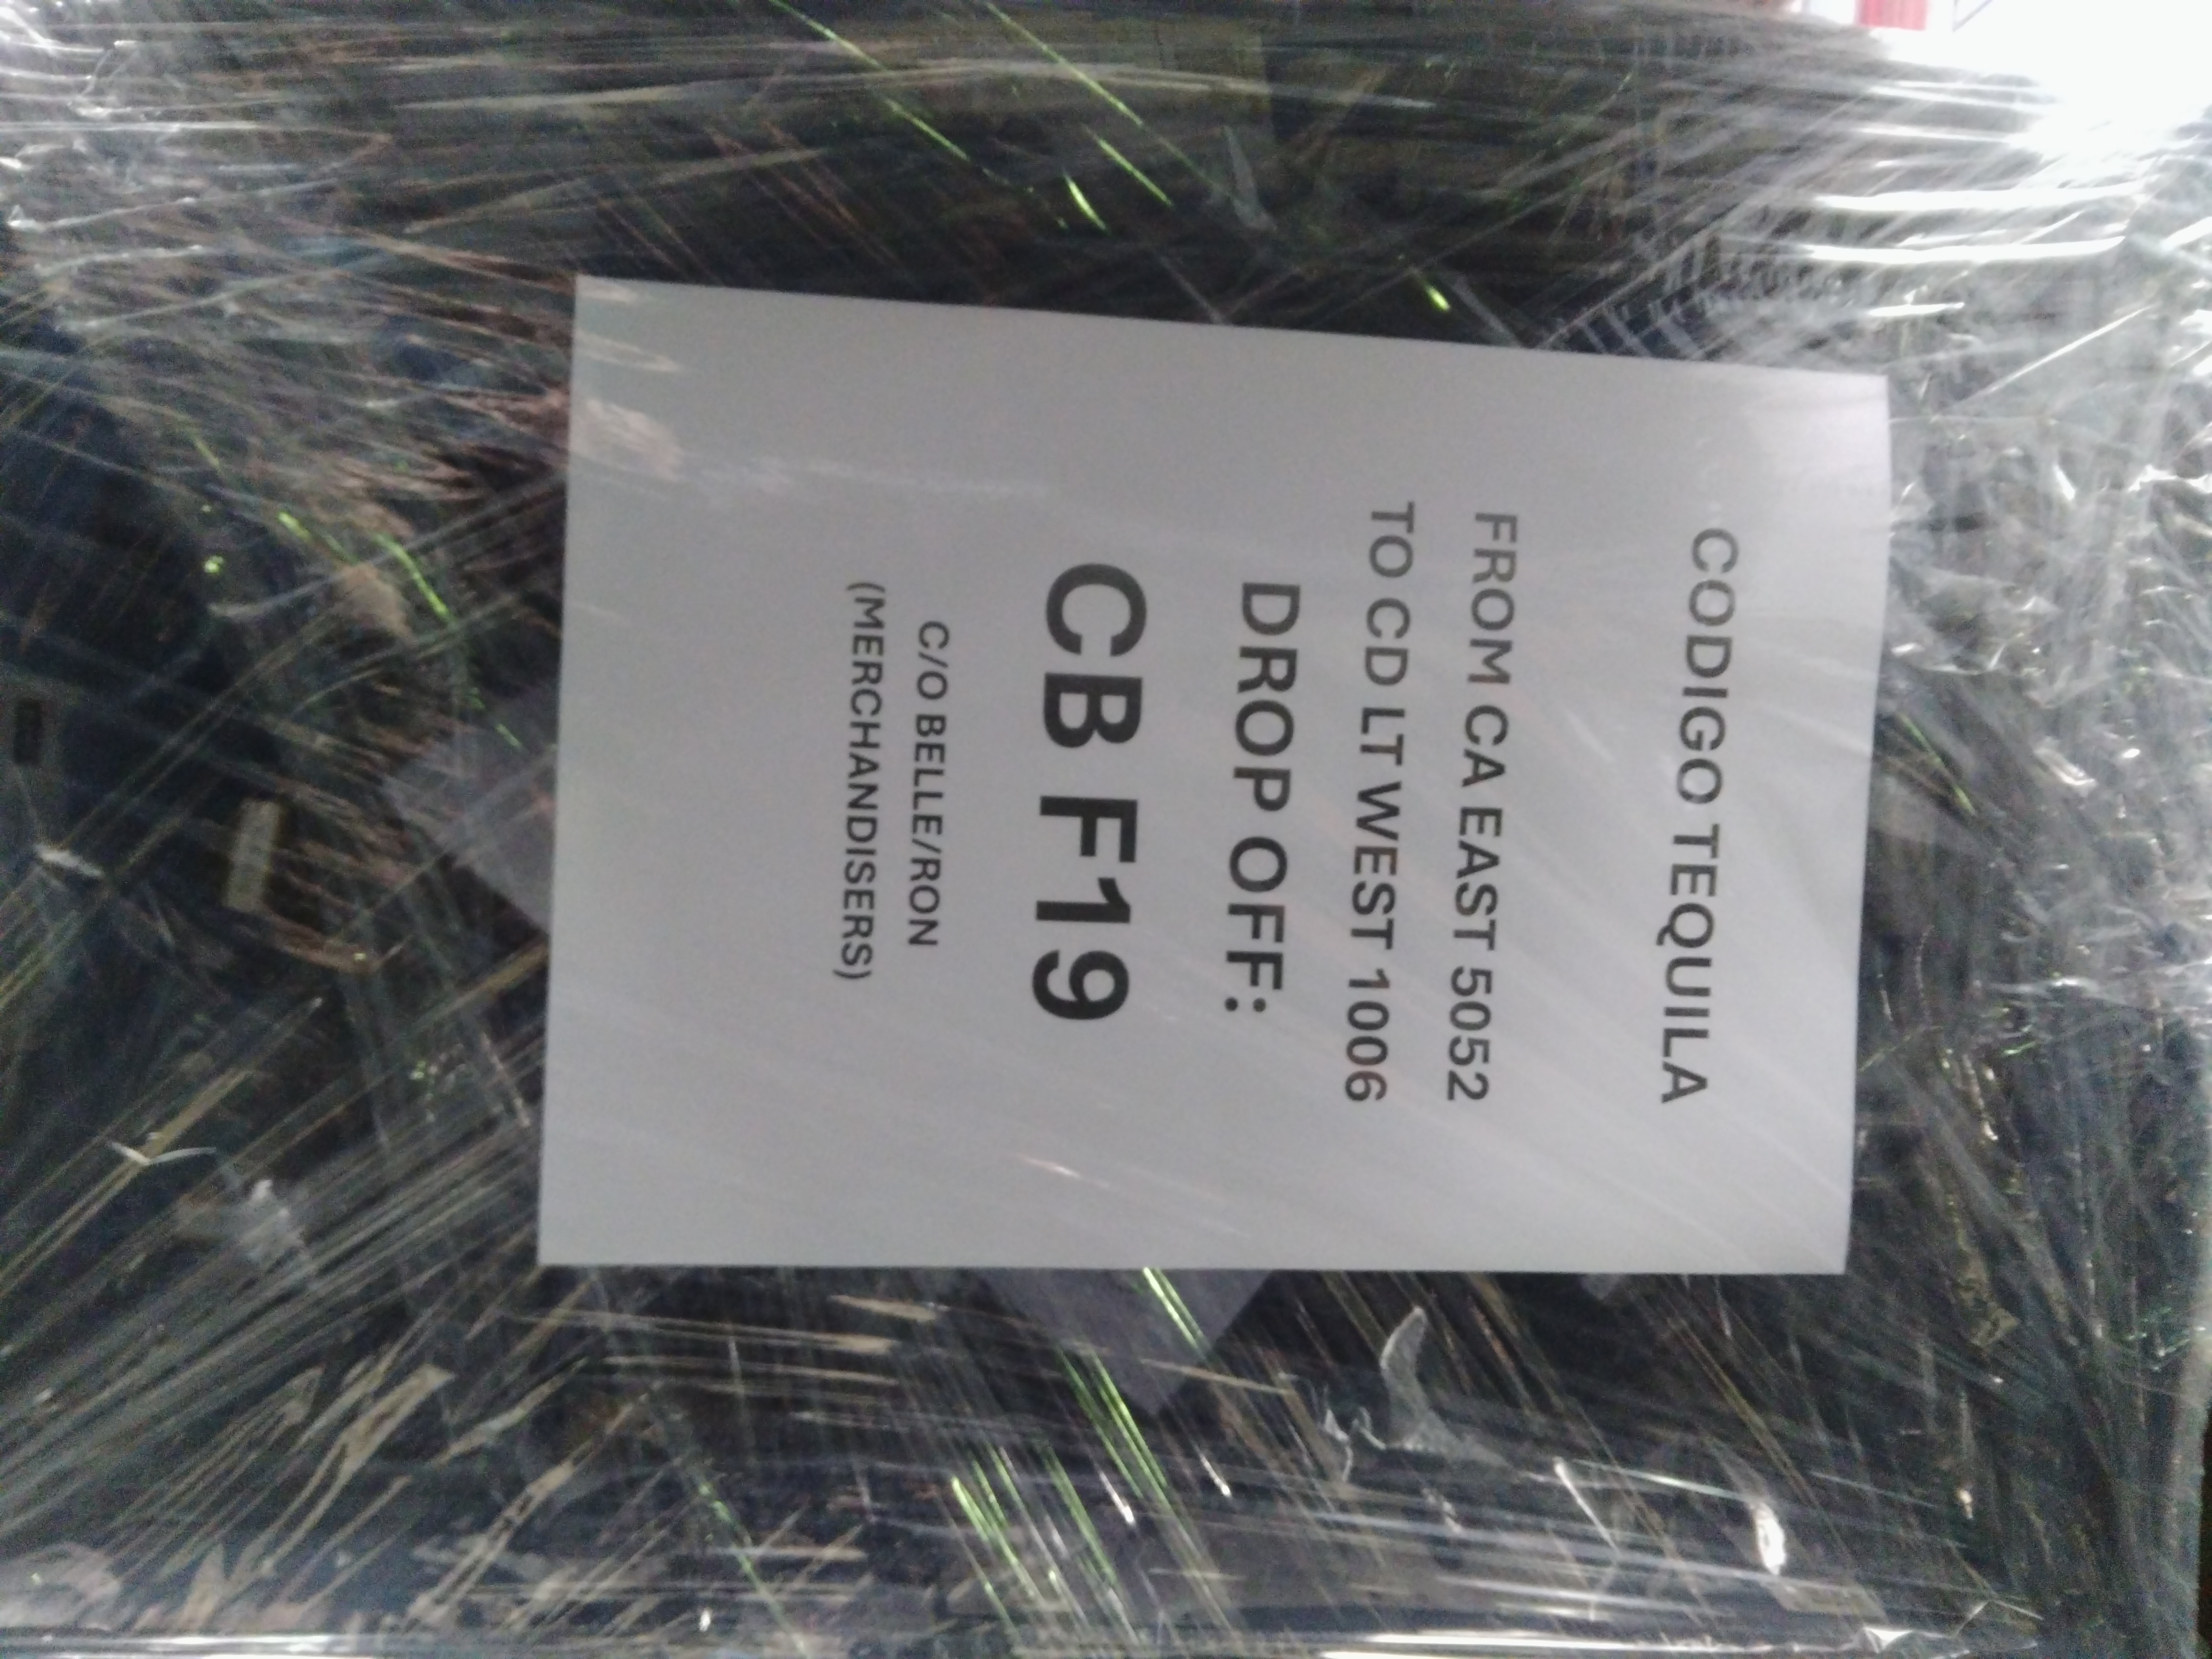 CODIGO TEQUILA
FROM CA EAST 5052
TO CD LT WEST 1006
DROP OFF:
CB F19
C/O BELLE/RON
(MERCHANDISERS)